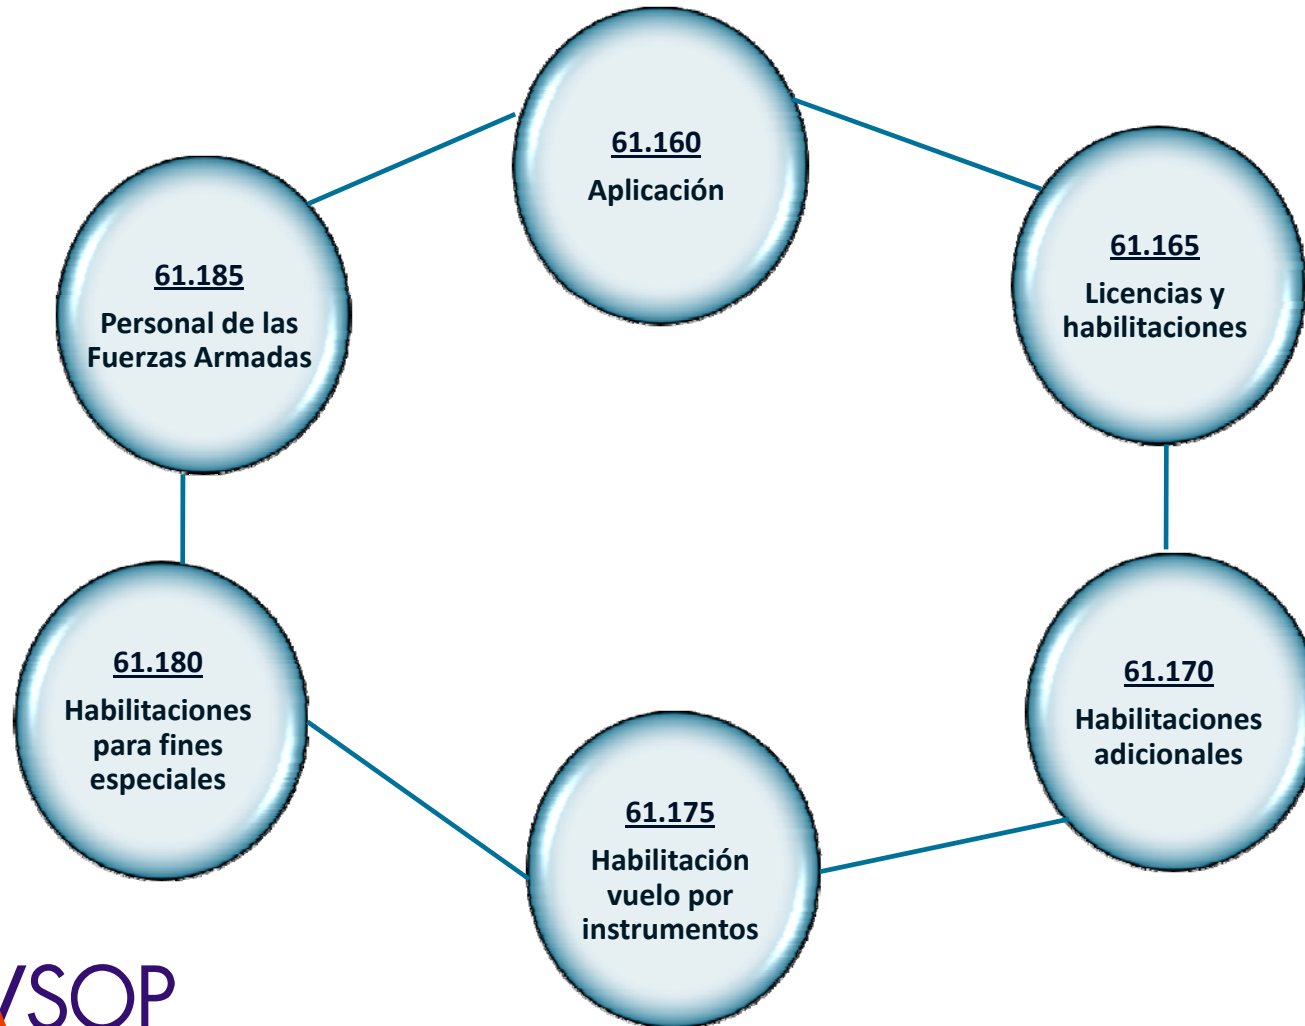 61.160
Aplicación
61.165
Licencias y
habilitaciones
61.170
Habilitaciones
adicionales
61.175
Habilitación
vuelo por
instrumentos
61.180
Habilitaciones
para fines
especiales
61.185
Personal de las
Fuerzas Armadas
VSOP